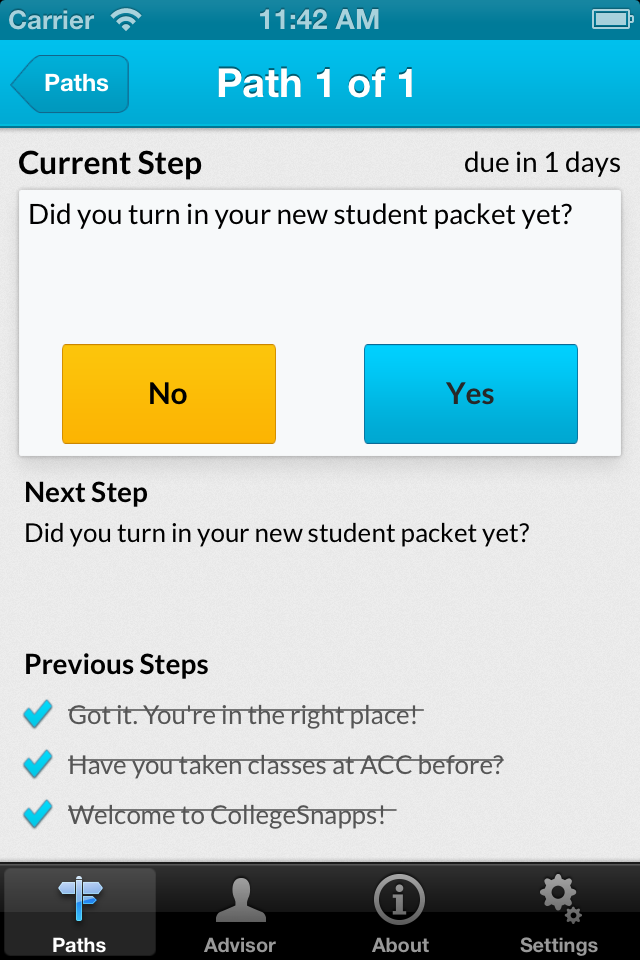 Carrier 11:42 AM
Paths Path 1 of 1
Current Step due in 1 days
Did you turn in your new student packet yet?
No Yes
Next Step
Did you turn in your new student packet yet?
Previous Steps
Got it. You're in the right place!
Have you taken classes at ACC before?
Welcome to CollegeSnapps!
Paths Advisor About Settings